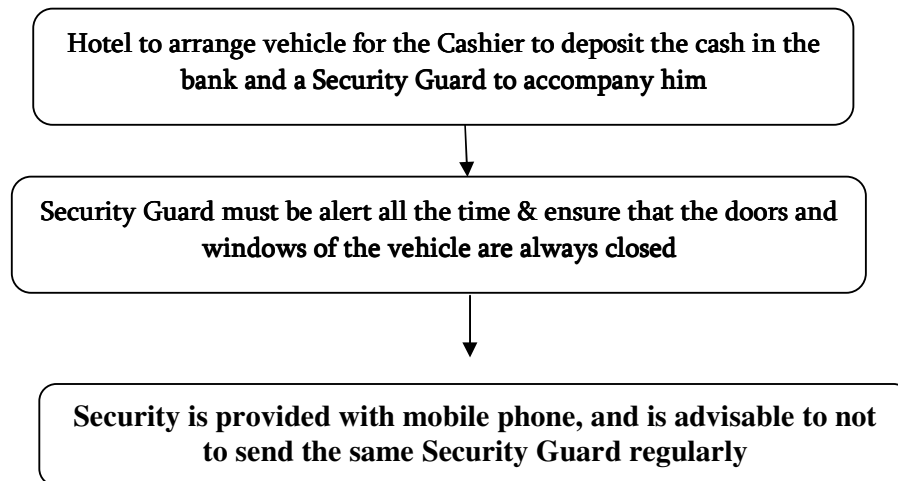 Hotel to arrange vehicle for the Cashier to deposit the cash in the
bank and a Security Guard to accompany him
Security Guard must be alert all the time & ensure that the doors and
windows of the vehicle are always closed
Security is provided with mobile phone, and is advisable to not
to send the same Security Guard regularly